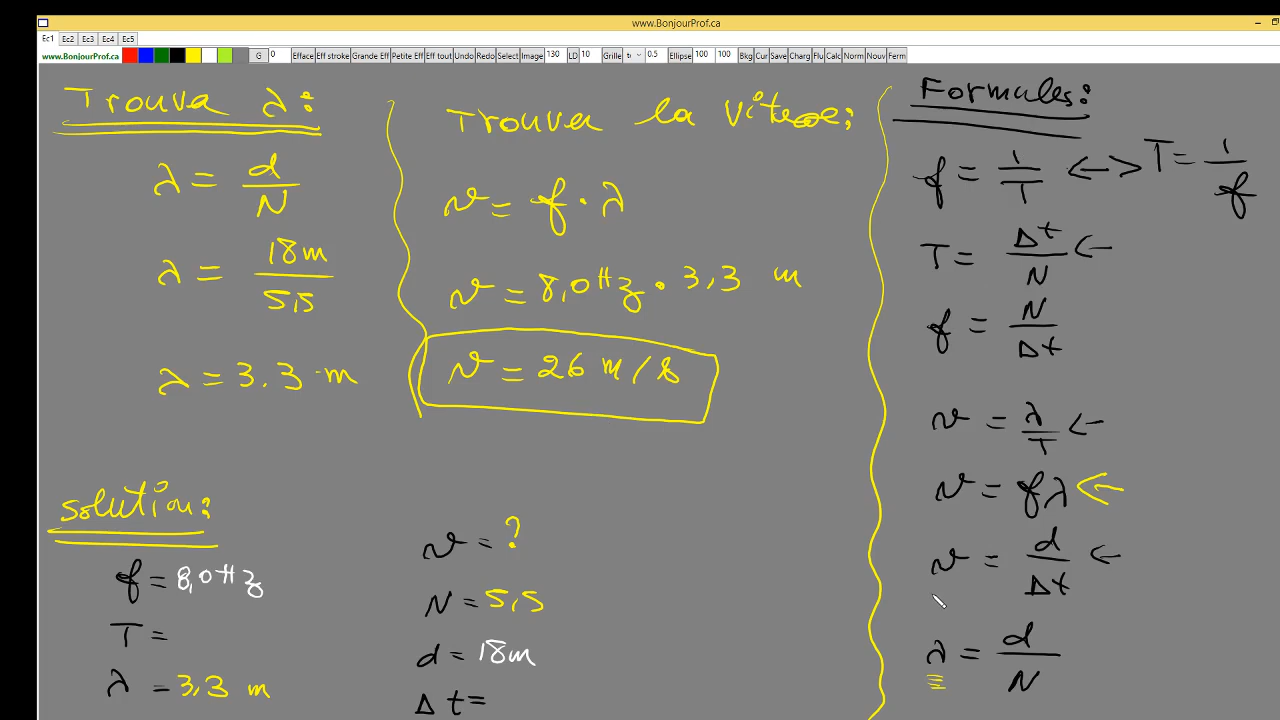 www.BonjourProf.ca
Ec1 Ec2 Ec3 Ec4 Ec5
www.BonjourProf.ca G 0 Efface Eff stroke Grande Eff Petite Eff Eff tout Undo Redo Select Image 130 LD 10 Grille 0.5 Ellipse 100 100 Bkg Cur Save Charg Flu Calc Norm Nouv Ferm
Trouva λ:
λ = d/N
λ = 18m/5,5
λ = 3.3 m
Trouva la vitesse:
v = f · λ
v = 8,0Hz · 3,3 m
v = 26 m/s
Formules:
f = 1/T <-> T = 1/f
T = Δt/N <-
f = N/Δt
v = λ/T <-
v = fλ <-
v = d/Δt <-
λ = d/N
Solution:
f = 8,0Hz
T =
λ = 3,3 m
v = ?
N = 5,5
d = 18m
Δt =